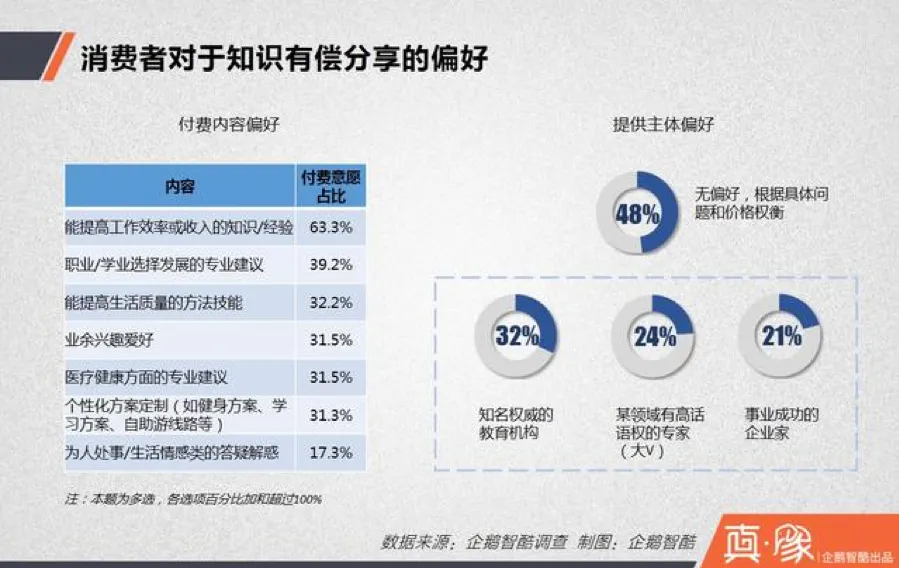 消费者对于知识有偿分享的偏好
付费内容偏好
内容
付费意愿
占比
能提高工作效率或收入的知识/经验
63.3%
职业/学业选择发展的专业建议
39.2%
能提高生活质量的方法技能
32.2%
业余兴趣爱好
31.5%
医疗健康方面的专业建议
31.5%
个性化方案定制（如健身方案、学
习方案、自助游线路等）
31.3%
为人处事/生活情感类的答疑解惑
17.3%
注：本题为多选，各选项百分比加和超过100%
提供主体偏好
48%
无偏好，根据具体问
题和价格权衡
32%
知名权威的
教育机构
24%
某领域有高话
语权的专家
（大V）
21%
事业成功的
企业家
数据来源：企鹅智酷调查 制图：企鹅智酷
真·像
企鹅智酷出品